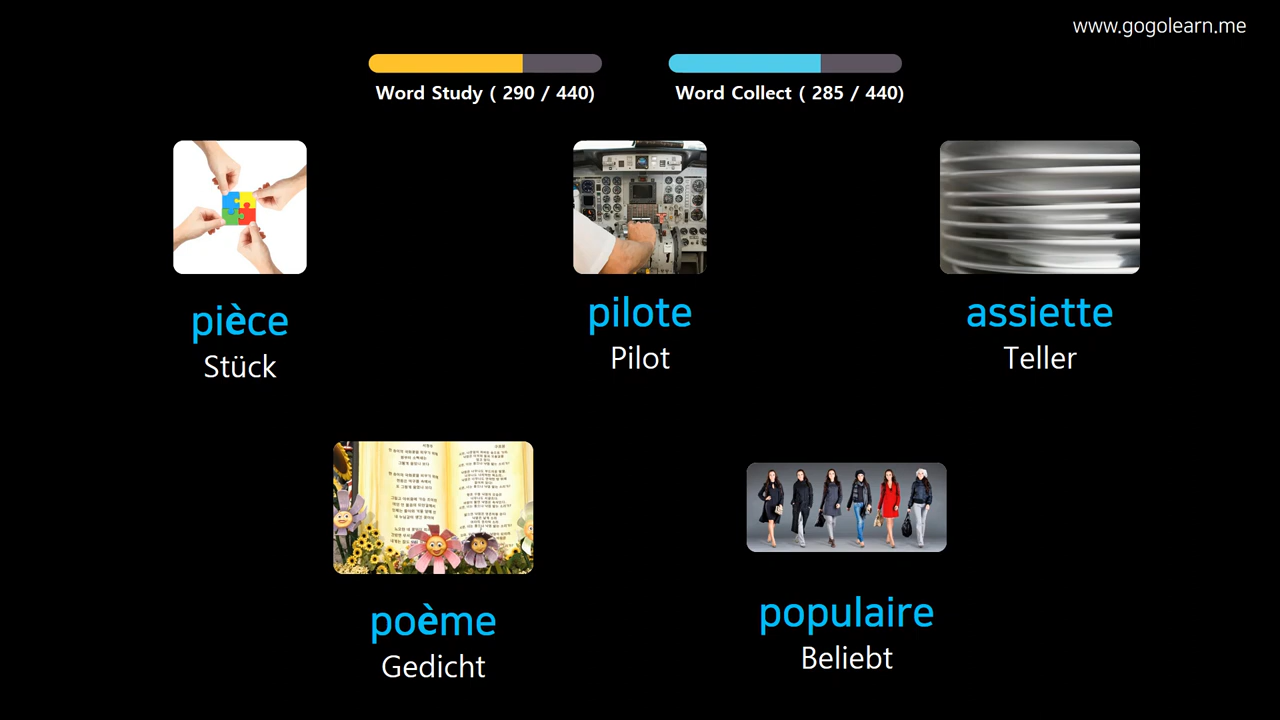 www.gogolearn.me
Word Study ( 290 / 440)
Word Collect ( 285 / 440)
pièce
Stück
pilote
Pilot
assiette
Teller
poème
Gedicht
populaire
Beliebt